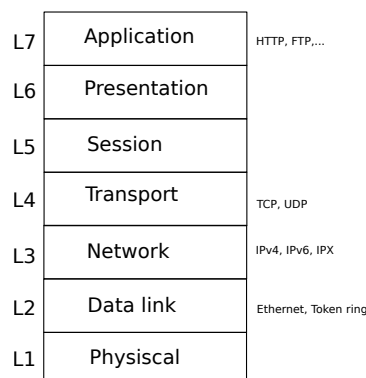 L7 Application HTTP, FTP,...
L6 Presentation
L5 Session
L4 Transport TCP, UDP
L3 Network IPv4, IPv6, IPX
L2 Data link Ethernet, Token ring
L1 Physiscal